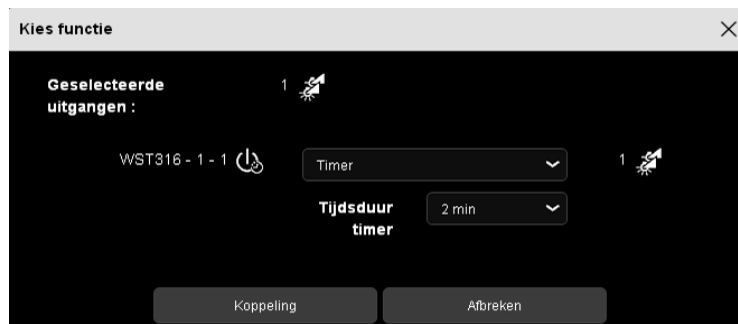 Kies functie
Geselecteerde
uitgangen :
1
WST316 - 1 - 1
Timer
1
Tijdsduur
timer
2 min
Koppeling
Afbreken